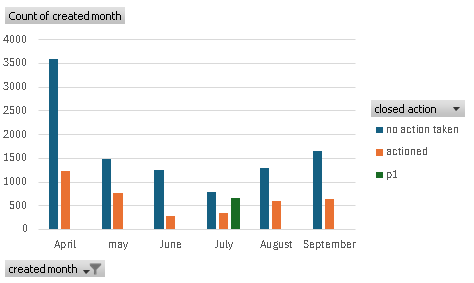 Count of created month
4000
3500
3000
2500
2000
1500
1000
500
0
April may June July August September
closed action
no action taken
actioned
p1
created month